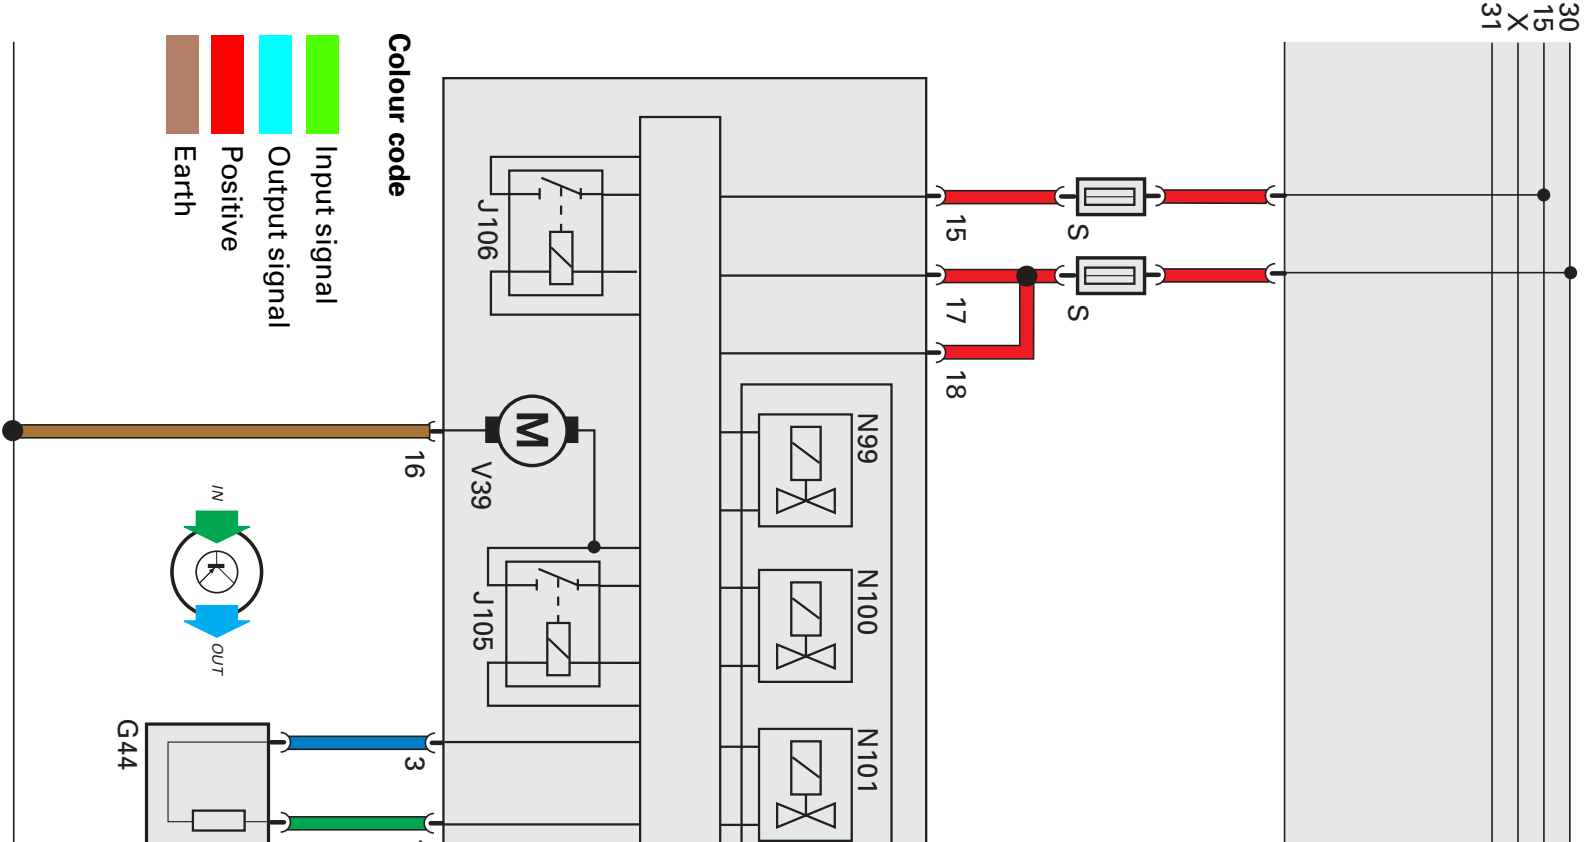 30
15
X
31
15
S
17
S
18
N99
N100
N101
J106
M
V39
J105
16
3
Colour code
Input signal
Output signal
Positive
Earth
IN
OUT
G44